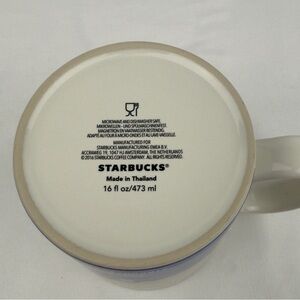 MICROWAVE AND DISHWASHER SAFE.
MIKROWELLEN - UND SPÜLMASCHINENFEST.
MAGNETRON EN VAATWASSER BESTENDIG.
ADAPTÉ AU FOUR À MICRO-ONDES ET AU LAVE VAISSELLE.
MANUFACTURED FOR
STARBUCKS MANUFACTURING EMEA B.V.
19, 1047 HJ AMSTERDAM, THE NETHERLANDS
© 2016 STARBUCKS COFFEE COMPANY. ALL RIGHTS RESERVED.
STARBUCKS®
Made in Thailand
16 fl oz/473 ml